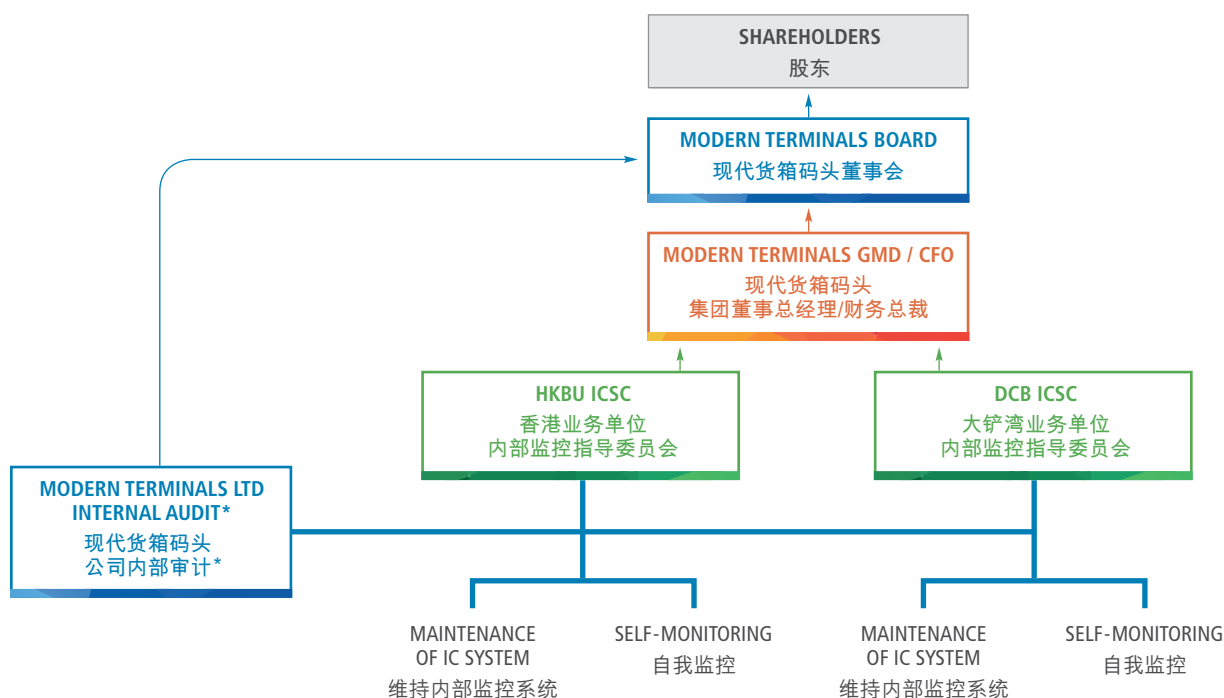 SHAREHOLDERS
股东
MODERN TERMINALS BOARD
现代货箱码头董事会
MODERN TERMINALS GMD / CFO
现代货箱码头
集团董事总经理/财务总裁
HKBU ICSC
香港业务单位
内部监控指导委员会
DCB ICSC
大铲湾业务单位
内部监控指导委员会
MODERN TERMINALS LTD
INTERNAL AUDIT*
现代货箱码头
公司内部审计*
MAINTENANCE
OF IC SYSTEM
维持内部监控系统
SELF-MONITORING
自我监控
MAINTENANCE
OF IC SYSTEM
维持内部监控系统
SELF-MONITORING
自我监控